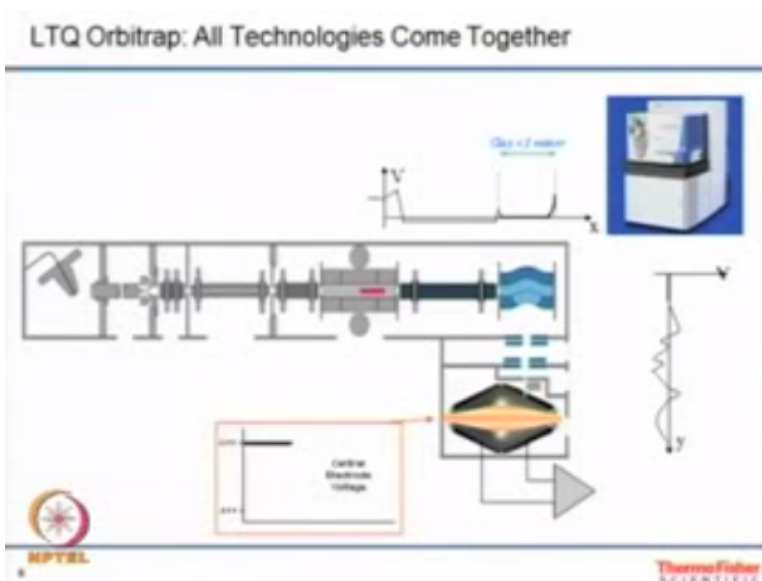 LTQ Orbitrap: All Technologies Come Together
V
x
V
y
Central
Electrode
Voltage
NPTEL
ThermoFisher
SCIENTIFIC